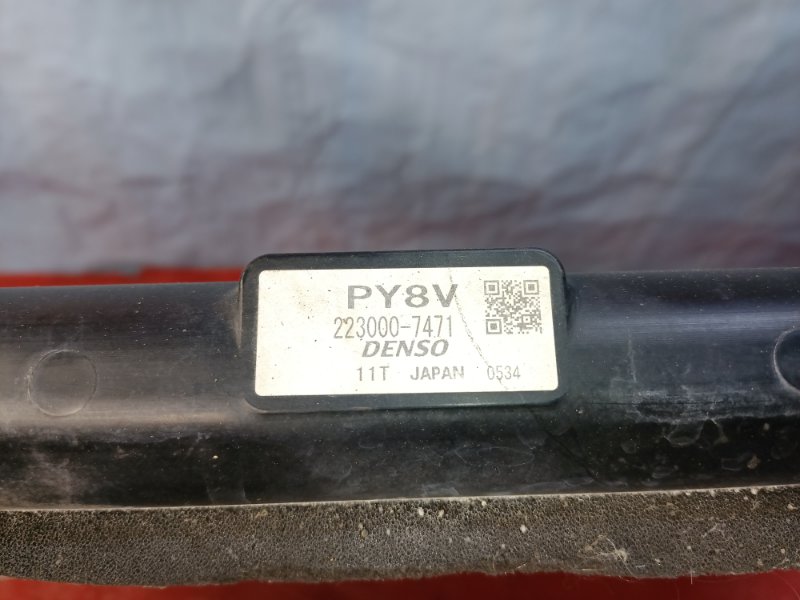 PY8V
223000-7471
DENSO
11T JAPAN 0534